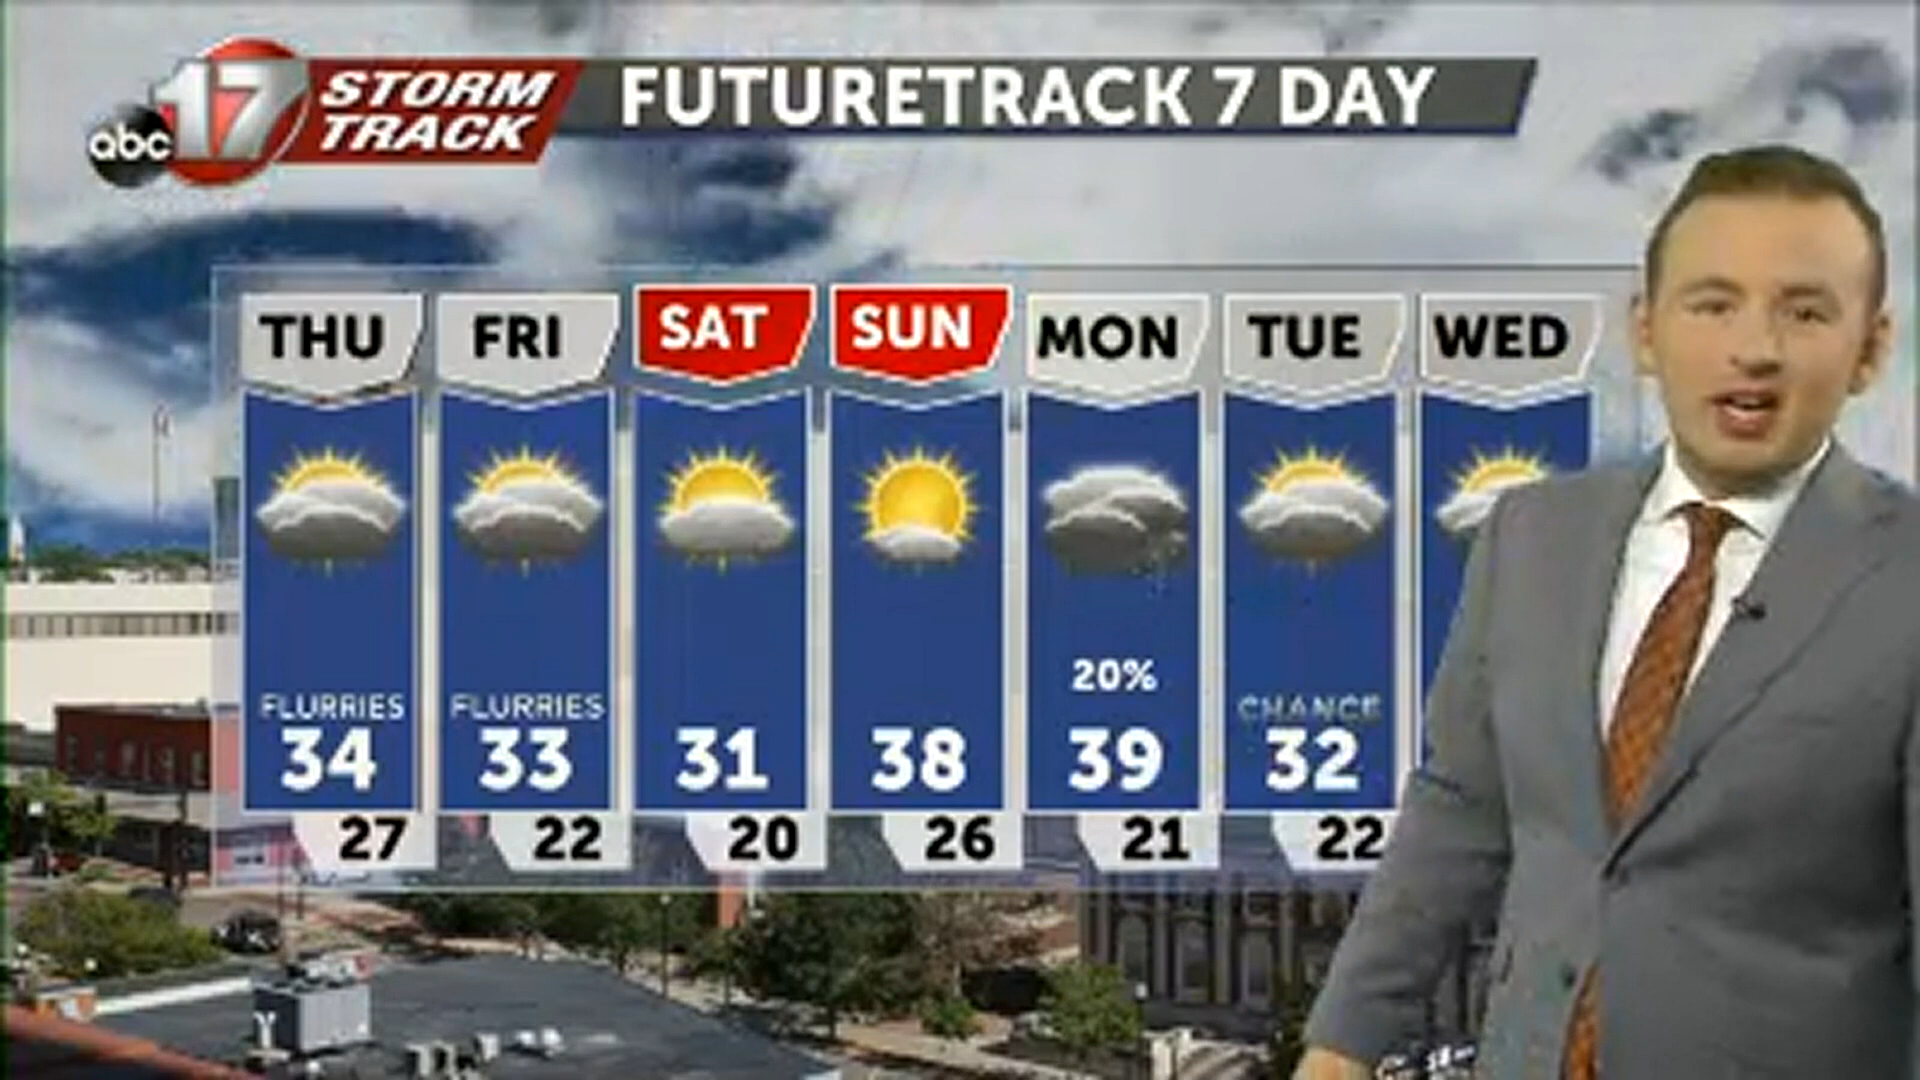 abc 17 STORM TRACK
FUTURETRACK 7 DAY
THU FRI SAT SUN MON TUE WED
20%
FLURRIES FLURRIES CHANCE
34 33 31 38 39 32
27 22 20 26 21 22